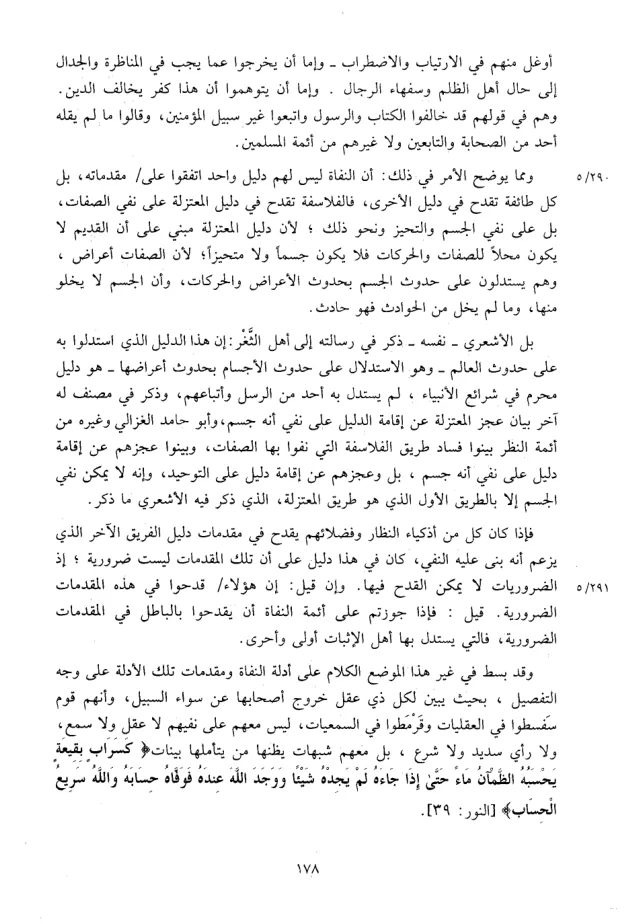 أوغل منهم في الارتياب والاضطراب ـ وإما أن يخرجوا عما يجب في المناظرة والجدال
إلى حال أهل الظلم وسفهاء الرجال . وإما أن يتوهموا أن هذا كفر يخالف الدين.
وهم في قولهم قد خالفوا الكتاب والرسول واتبعوا غير سبيل المؤمنين، وقالوا ما لم يقله
أحد من الصحابة والتابعين ولا غيرهم من أئمة المسلمين.
٥/٢٩٠ ومما يوضح الأمر في ذلك: أن النفاة ليس لهم دليل واحد اتفقوا على/ مقدماته، بل
كل طائفة تقدح في دليل الأخرى، فالفلاسفة تقدح في دليل المعتزلة على نفي الصفات،
بل على نفي الجسم والتحيز ونحو ذلك ؛ لأن دليل المعتزلة مبني على أن القديم لا
يكون محلاً للصفات والحركات فلا يكون جسماً ولا متحيزاً؛ لأن الصفات أعراض ،
وهم يستدلون على حدوث الجسم بحدوث الأعراض والحركات، وأن الجسم لا يخلو
منها، وما لم يخل من الحوادث فهو حادث.
بل الأشعري ـ نفسه ـ ذكر في رسالته إلى أهل الثَّغْر: إن هذا الدليل الذي استدلوا به
على حدوث العالم ـ وهو الاستدلال على حدوث الأجسام بحدوث أعراضها ـ هو دليل
محرم في شرائع الأنبياء ، لم يستدل به أحد من الرسل وأتباعهم، وذكر في مصنف له
آخر بيان عجز المعتزلة عن إقامة الدليل على نفي أنه جسم،وأبو حامد الغزالي وغيره من
أئمة النظر بينوا فساد طريق الفلاسفة التي نفوا بها الصفات، وبينوا عجزهم عن إقامة
دليل على نفي أنه جسم ، بل وعجزهم عن إقامة دليل على التوحيد، وإنه لا يمكن نفي
الجسم إلا بالطريق الأول الذي هو طريق المعتزلة، الذي ذكر فيه الأشعري ما ذكر.
فإذا كان كل من أذكياء النظار وفضلائهم يقدح في مقدمات دليل الفريق الآخر الذي
يزعم أنه بنى عليه النفي، كان في هذا دليل على أن تلك المقدمات ليست ضرورية ؛ إذ
٥/٢٩١ الضروريات لا يمكن القدح فيها. وإن قيل: إن هؤلاء/ قدحوا في هذه المقدمات
الضرورية. قيل : فإذا جوزتم على أئمة النفاة أن يقدحوا بالباطل في المقدمات
الضرورية، فالتي يستدل بها أهل الإثبات أولى وأحرى.
وقد بسط في غير هذا الموضع الكلام على أدلة النفاة ومقدمات تلك الأدلة على وجه
التفصيل ، بحيث يبين لكل ذي عقل خروج أصحابها عن سواء السبيل، وأنهم قوم
سَفسطوا في العقليات وقَرْمَطوا في السمعيات، ليس معهم على نفيهم لا عقل ولا سمع،
ولا رأي سديد ولا شرع ، بل معهم شبهات يظنها من يتأملها بينات﴿ كَسَرَابٍ بِقِيعَةٍ
يَحْسَبُهُ الظَّمْآنُ مَاءً حَتَّىٰ إِذَا جَاءَهُ لَمْ يَجِدْهُ شَيْئًا وَوَجَدَ اللَّهَ عِندَهُ فَوَفَّاهُ حِسَابَهُ وَاللَّهُ سَرِيعُ
الْحِسَابِ﴾ [النور: ٣٩].
١٧٨